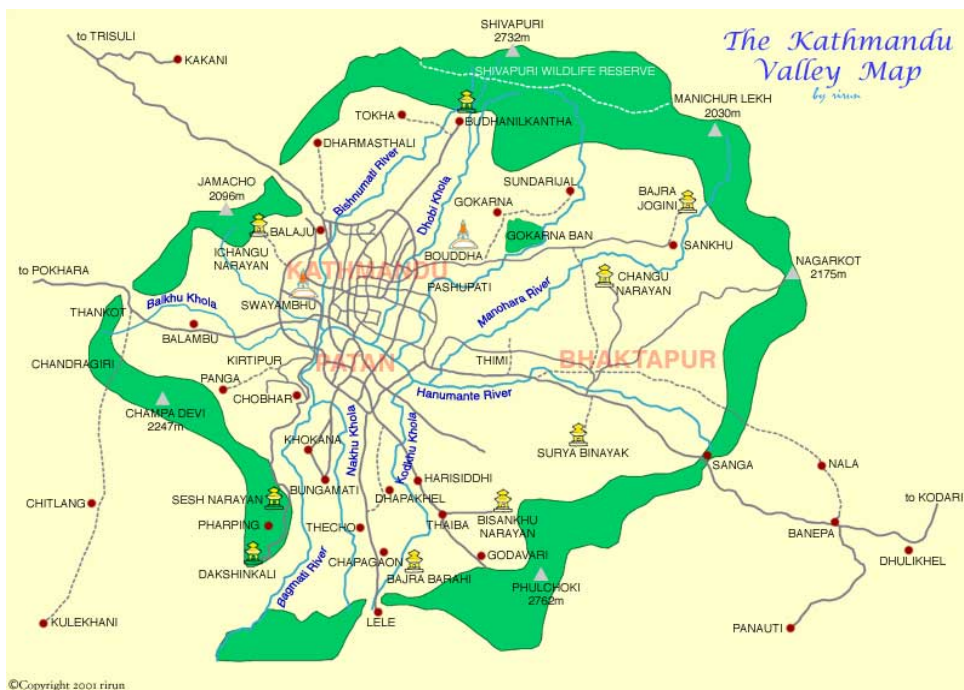 The Kathmandu
Valley Map
by rirun
SHIVAPURI
2732m
to TRISULI
KAKANI
SHIVAPURI WILDLIFE RESERVE
MANICHUR LEKH
2030m
TOKHA
BUDHANILKANTHA
DHARMASTHALI
Bishnumati River
Dhobi Khola
JAMACHO
2096m
SUNDARIJAL
GOKARNA
BAJRA
JOGINI
BALAJU
ICHANGU
NARAYAN
GOKARNA BAN
SANKHU
BOUDDHA
KATHMANDU
to POKHARA
NAGARKOT
2175m
CHANGU
NARAYAN
PASHUPATI
SWAYAMBHU
Manohara River
Balkhu Khola
THANKOT
BALAMBU
CHANDRAGIRI
KIRTIPUR
PATAN
THIMI
BHAKTAPUR
PANGA
CHOBHAR
Hanumante River
CHAMPA DEVI
2247m
Nakhu Khola
Kodkhu Khola
KHOKANA
SURYA BINAYAK
SANGA
NALA
BUNGAMATI
HARISIDDHI
DHAPAKHEL
SESH NARAYAN
CHITLANG
to KODARI
PHARPING
THECHO
THAIBA
BISANKHU
NARAYAN
BANEPA
DHULIKHEL
GODAVARI
CHAPAGAON
BAJRA BARAHI
DAKSHINKALI
Bagmati River
PHULCHOKI
2762m
LELE
KULEKHANI
PANAUTI
©Copyright 2001 rirun